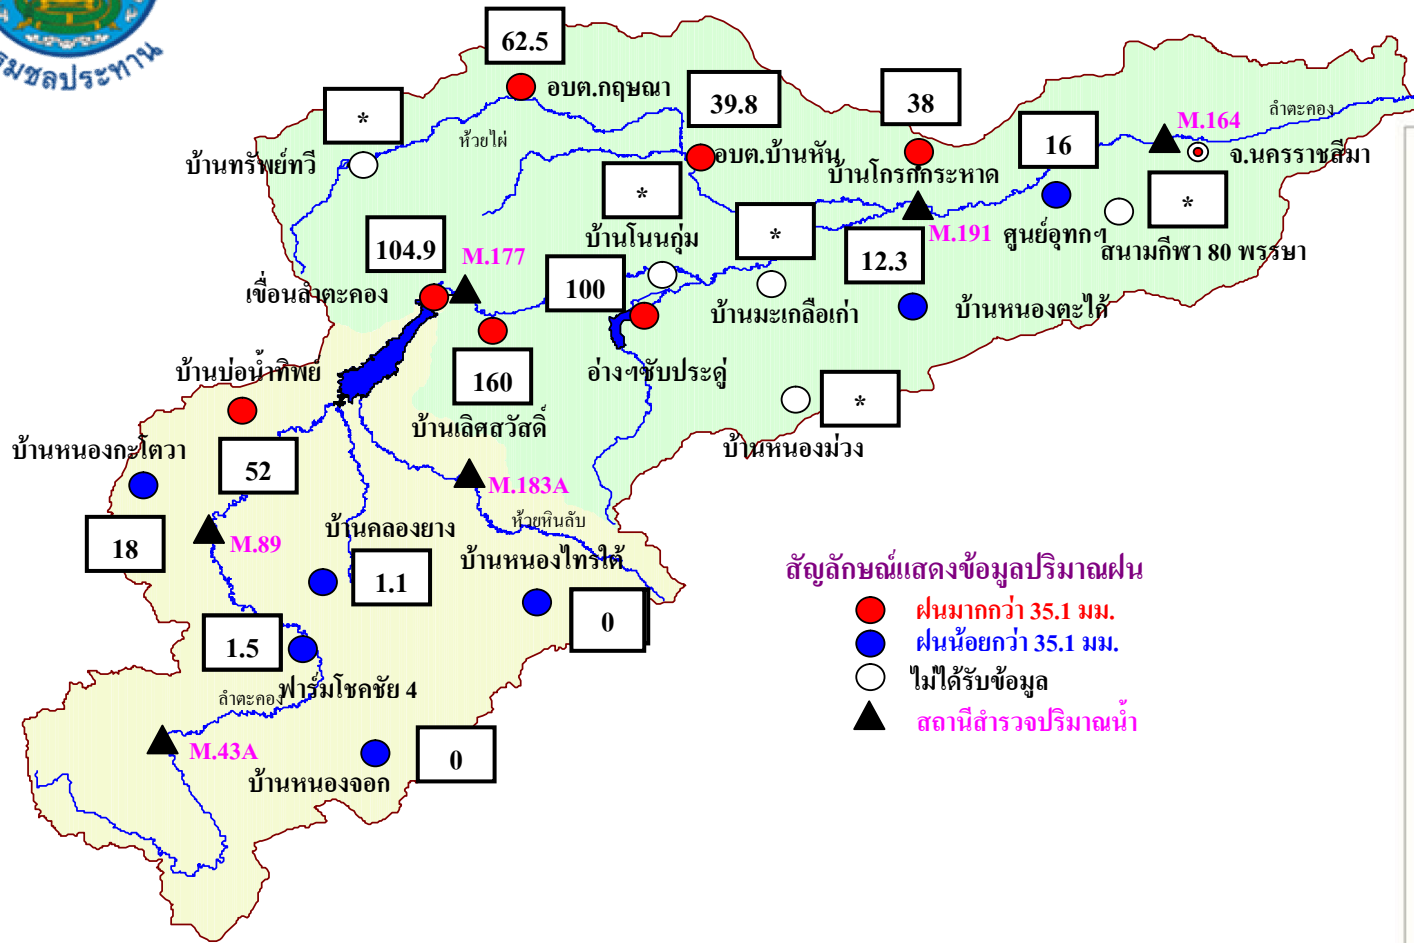 รมชลประทาน
62.5
อบต.กฤษณา
*
ห้วยไผ่
บ้านทรัพย์ทวี
39.8
อบต.บ้านหัน
38
บ้านโกรกกระหาด
16
M.164
ลำตะคอง
จ.นครราชสีมา
*
บ้านโนนกุ่ม
*
M.191
ศูนย์อุทกฯ
*
สนามกีฬา 80 พรรษา
104.9
M.177
เขื่อนลำตะคอง
100
12.3
บ้านมะเกลือเก่า
บ้านหนองตะไก้
บ้านบ่อน้ำทิพย์
160
อ่างฯซับประดู่
บ้านเลิศสวัสดิ์
*
บ้านหนองม่วง
บ้านหนองกะโตวา
52
M.183A
18
M.89
ห้วยหินลับ
บ้านคลองยาง
1.1
บ้านหนองไทรใต้
0
1.5
ฟาร์มโชคชัย 4
ลำตะคอง
M.43A
0
บ้านหนองจอก
สัญลักษณ์แสดงข้อมูลปริมาณฝน
ฝนมากกว่า 35.1 มม.
ฝนน้อยกว่า 35.1 มม.
ไม่ได้รับข้อมูล
สถานีสำรวจปริมาณน้ำ